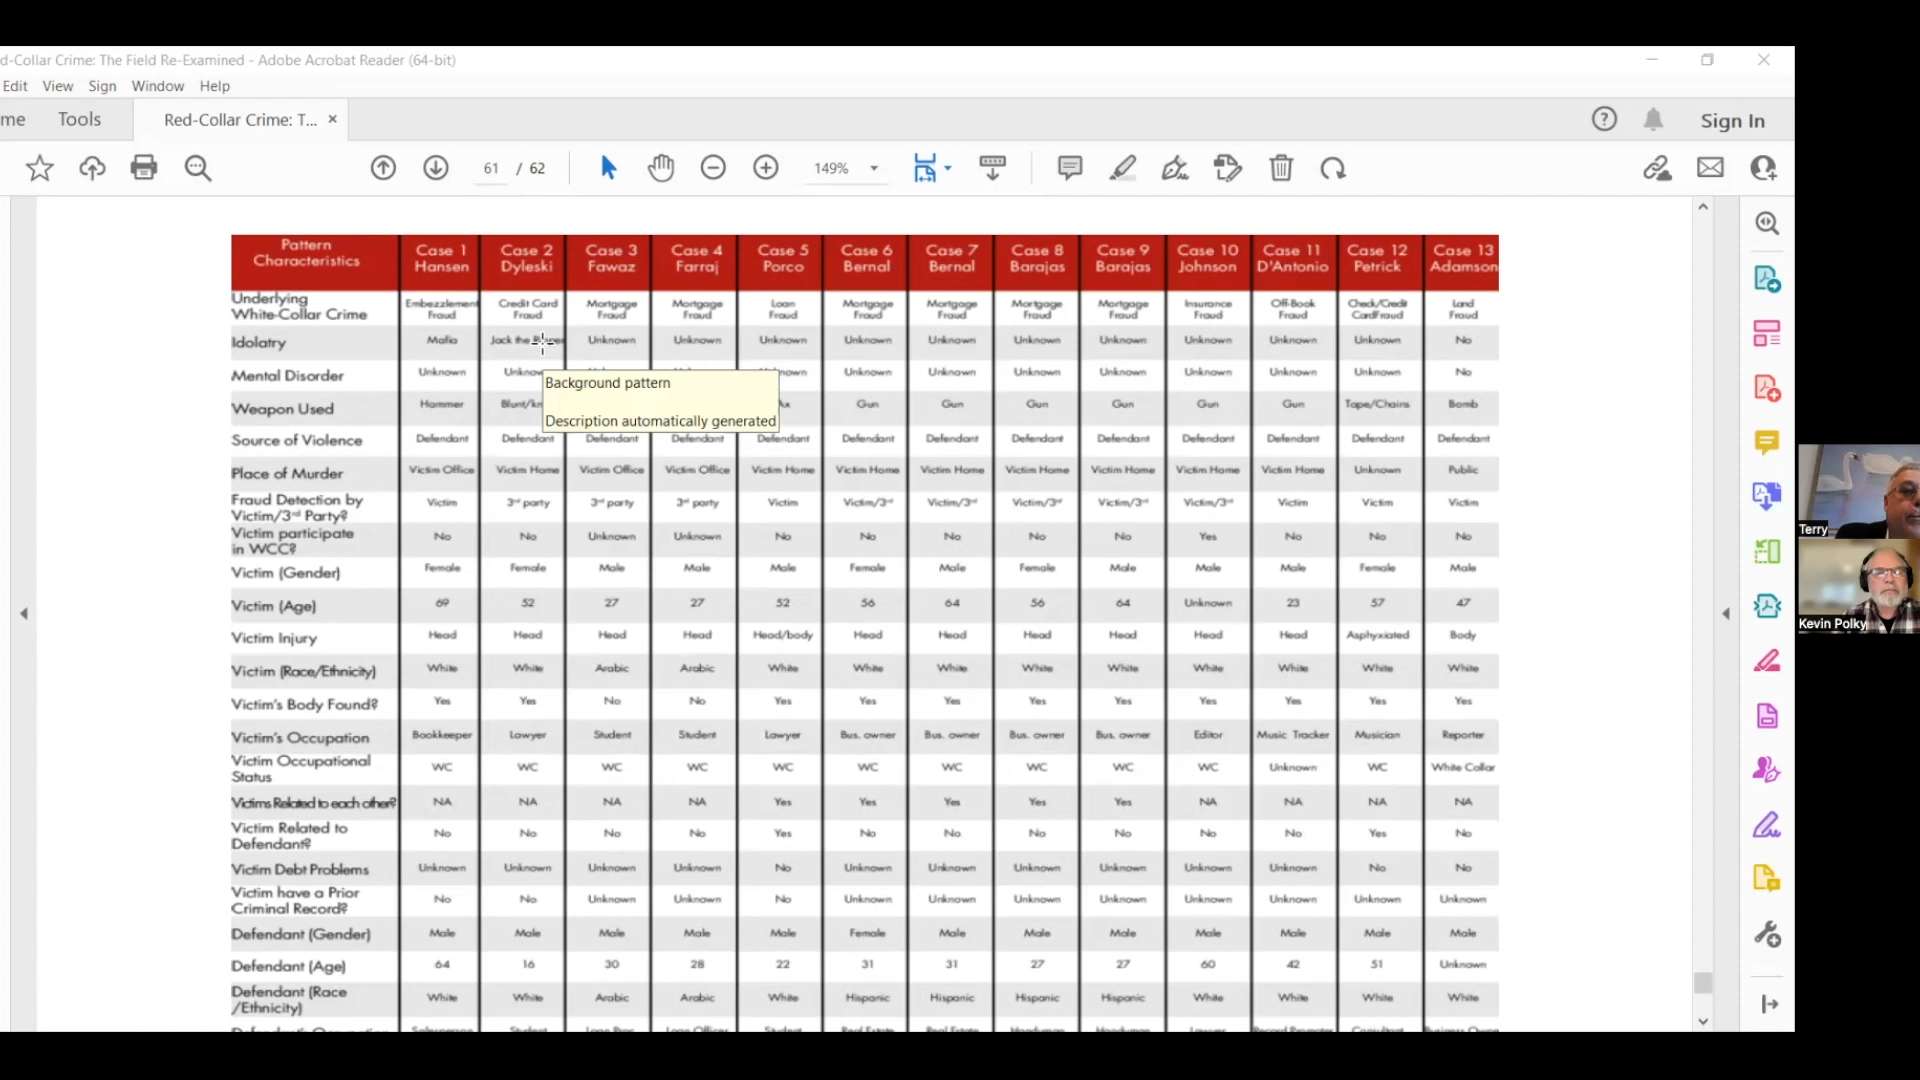 d-Collar Crime: The Field Re-Examined - Adobe Acrobat Reader (64-bit)
Edit View Sign Window Help
me Tools Red-Collar Crime: T... × Sign In
61 / 62 149%
Pattern Characteristics Case 1 Hansen Case 2 Dyleski Case 3 Fawaz Case 4 Farraj Case 5 Porco Case 6 Bernal Case 7 Bernal Case 8 Barajas Case 9 Barajas Case 10 Johnson Case 11 D'Antonio Case 12 Petrick Case 13 Adamson
Underlying White-Collar Crime Embezzlement Fraud Credit Card Fraud Mortgage Fraud Mortgage Fraud Loan Fraud Mortgage Fraud Mortgage Fraud Mortgage Fraud Mortgage Fraud Insurance Fraud Off-Book Fraud Check/Credit CardFraud Land Fraud
Idolatry Mafia Jack the Unknown Unknown Unknown Unknown Unknown Unknown Unknown Unknown Unknown Unknown No
Mental Disorder Unknown Unknow nown Unknown Unknown Unknown Unknown Unknown Unknown Unknown No
Background pattern
Weapon Used Hammer Blunt/kn Gun Gun Gun Gun Gun Gun Tape/Chains Bomb
Description automatically generated
Source of Violence Defendant Defendant Defendant Defendant Defendant Defendant Defendant Defendant Defendant Defendant Defendant Defendant Defendant
Place of Murder Victim Office Victim Home Victim Office Victim Office Victim Home Victim Home Victim Home Victim Home Victim Home Victim Home Victim Home Unknown Public
Fraud Detection by Victim/3rd Party? Victim 3rd party 3rd party 3rd party Victim Victim/3rd Victim/3rd Victim/3rd Victim/3rd Victim/3rd Victim Victim Victim
Victim participate in WCC? No No Unknown Unknown No No No No No Yes No No No
Victim (Gender) Female Female Male Male Male Female Male Female Male Male Male Female Male
Victim (Age) 69 52 27 27 52 56 64 56 64 Unknown 23 57 47
Victim Injury Head Head Head Head Head/body Head Head Head Head Head Head Asphyxiated Body
Victim (Race/Ethnicity) White White Arabic Arabic White White White White White White White White White
Victim's Body Found? Yes Yes No No Yes Yes Yes Yes Yes Yes Yes Yes Yes
Victim's Occupation Bookkeeper Lawyer Student Student Lawyer Bus. owner Bus. owner Bus. owner Bus. owner Editor Music Tracker Musician Reporter
Victim Occupational Status WC WC WC WC WC WC WC WC WC WC Unknown WC White Collar
Victims Related to each other? NA NA NA NA Yes Yes Yes Yes Yes NA NA NA NA
Victim Related to Defendant? No No No No Yes No No No No No No Yes No
Victim Debt Problems Unknown Unknown Unknown Unknown No Unknown Unknown Unknown Unknown Unknown Unknown No No
Victim have a Prior Criminal Record? No No Unknown Unknown No Unknown Unknown Unknown Unknown Unknown Unknown Unknown Unknown
Defendant (Gender) Male Male Male Male Male Female Male Male Male Male Male Male Male
Defendant (Age) 64 16 30 28 22 31 31 27 27 60 42 51 Unknown
Defendant (Race /Ethnicity) White White Arabic Arabic White Hispanic Hispanic Hispanic Hispanic White White White White
Terry
Kevin Polky